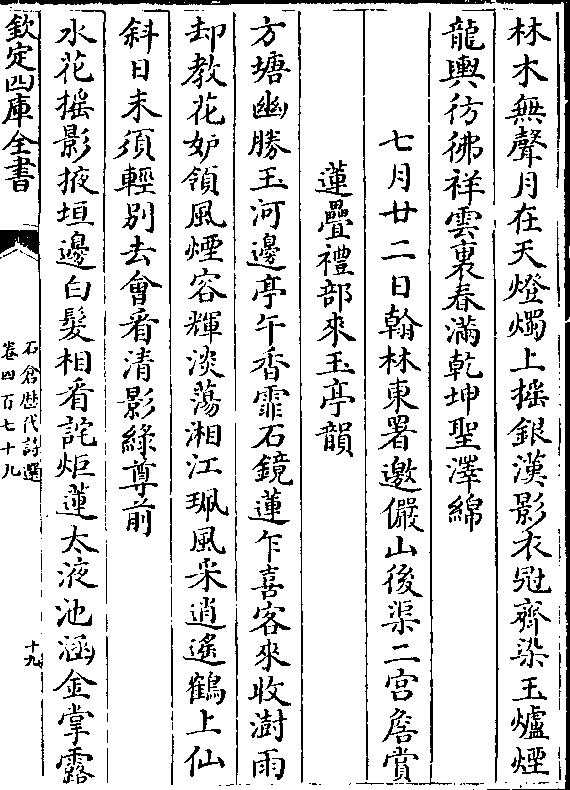 林木無聲月在天燈燭上摇銀漢影衣冠齊染玉爐煙
龍輿彷彿祥雲裏春滿乾坤聖澤綿
七月廿二日翰林東署邀儼山後渠二宫詹賞
蓮疊禮部來玉亭韻
方塘幽勝玉河邊亭午香霏石鏡蓮乍喜客來收澍雨
却教花妒領風煙容輝淡蕩湘江珮風采逍遙鶴上仙
斜日未須輕別去會看清影綠尊前
水花摇影掖垣邊白髮相看詫炬蓮太液池涵金掌露
欽定四庫全書
石倉歴代詩選
卷四百七十九
十九